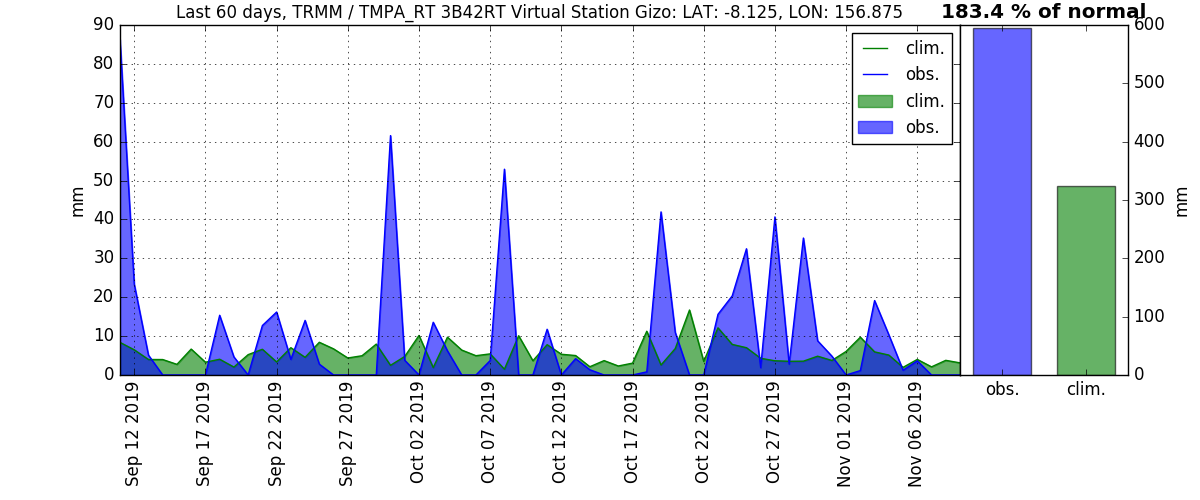 Last 60 days, TRMM / TMPA_RT 3B42RT Virtual Station Gizo: LAT: -8.125, LON: 156.875
183.4 % of normal
90
80
70
60
50
40
30
20
10
0
mm
clim.
obs.
clim.
obs.
Sep 12 2019
Sep 17 2019
Sep 22 2019
Sep 27 2019
Oct 02 2019
Oct 07 2019
Oct 12 2019
Oct 17 2019
Oct 22 2019
Oct 27 2019
Nov 01 2019
Nov 06 2019
600
500
400
300
200
100
0
mm
obs.
clim.